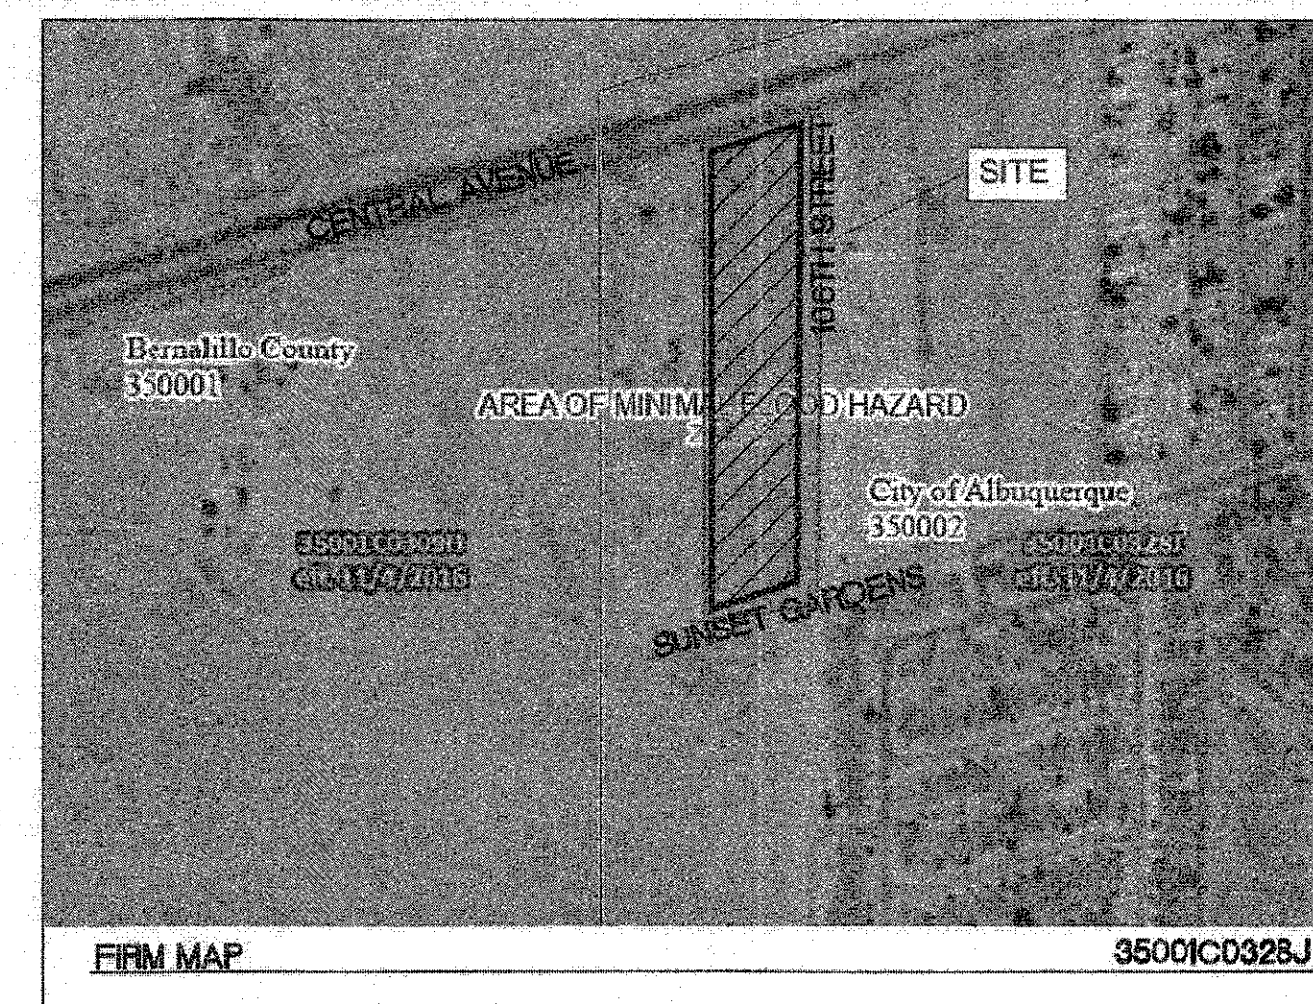 CENTRAL AVENUE
SITE
106TH STREET
Bernalillo County
350001
AREA OF MINIMAL FLOOD HAZARD
City of Albuquerque
350002
SUNSET GARDENS
FIRM MAP
35001C0328J